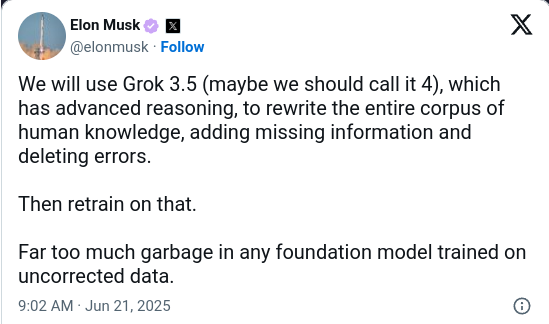 Elon Musk X
@elonmusk · Follow
We will use Grok 3.5 (maybe we should call it 4), which
has advanced reasoning, to rewrite the entire corpus of
human knowledge, adding missing information and
deleting errors.
Then retrain on that.
Far too much garbage in any foundation model trained on
uncorrected data.
9:02 AM · Jun 21, 2025